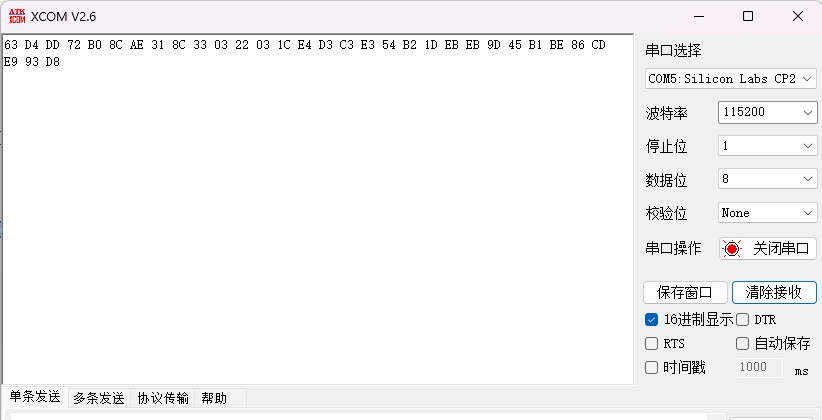 ATK
XCOM
XCOM V2.6
63 D4 DD 72 B0 8C AE 31 8C 33 03 22 03 1C E4 D3 C3 E3 54 B2 1D EB EB 9D 45 B1 BE 86 CD
E9 93 D8
串口选择
COM5:Silicon Labs CP2
波特率 115200
停止位 1
数据位 8
校验位 None
串口操作 关闭串口
保存窗口 清除接收
16进制显示 DTR
RTS 自动保存
时间戳 1000 ms
单条发送 多条发送 协议传输 帮助